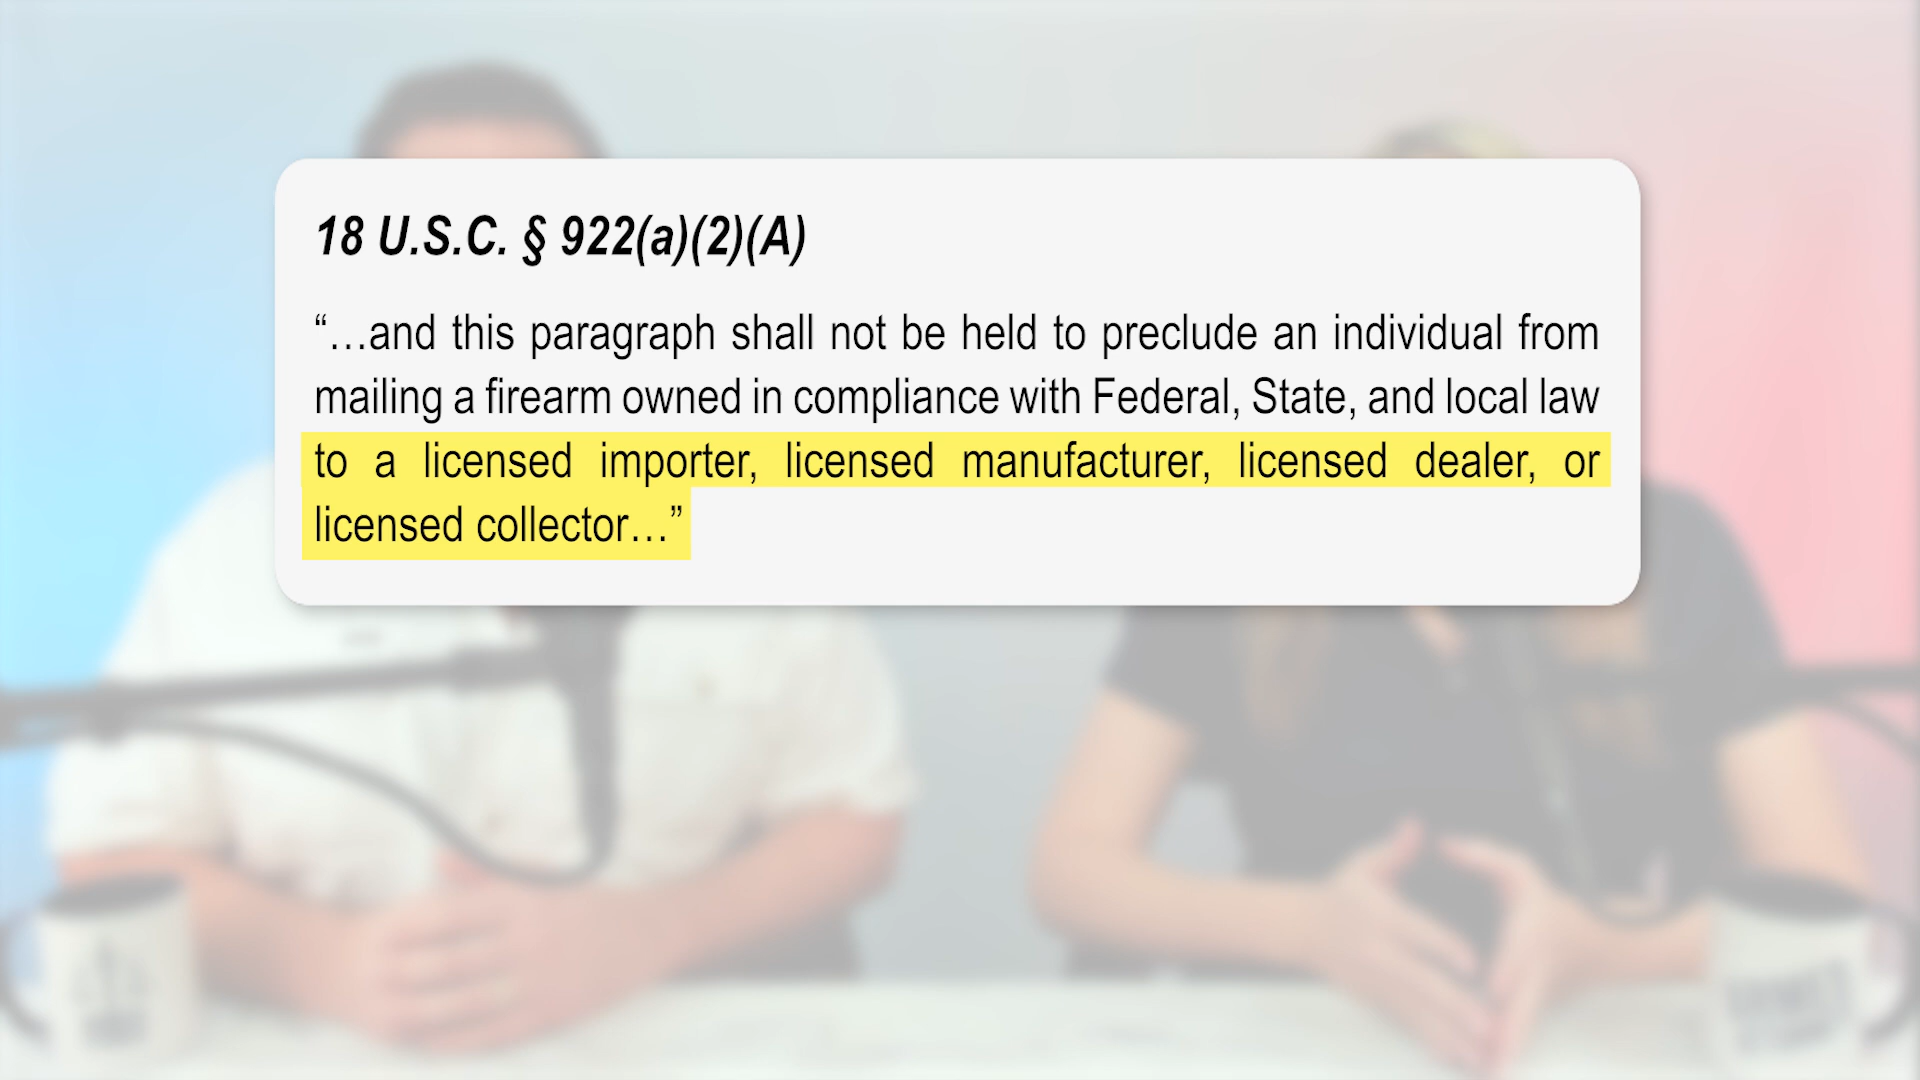 18 U.S.C. § 922(a)(2)(A)
“…and this paragraph shall not be held to preclude an individual from
mailing a firearm owned in compliance with Federal, State, and local law
to a licensed importer, licensed manufacturer, licensed dealer, or
licensed collector…”